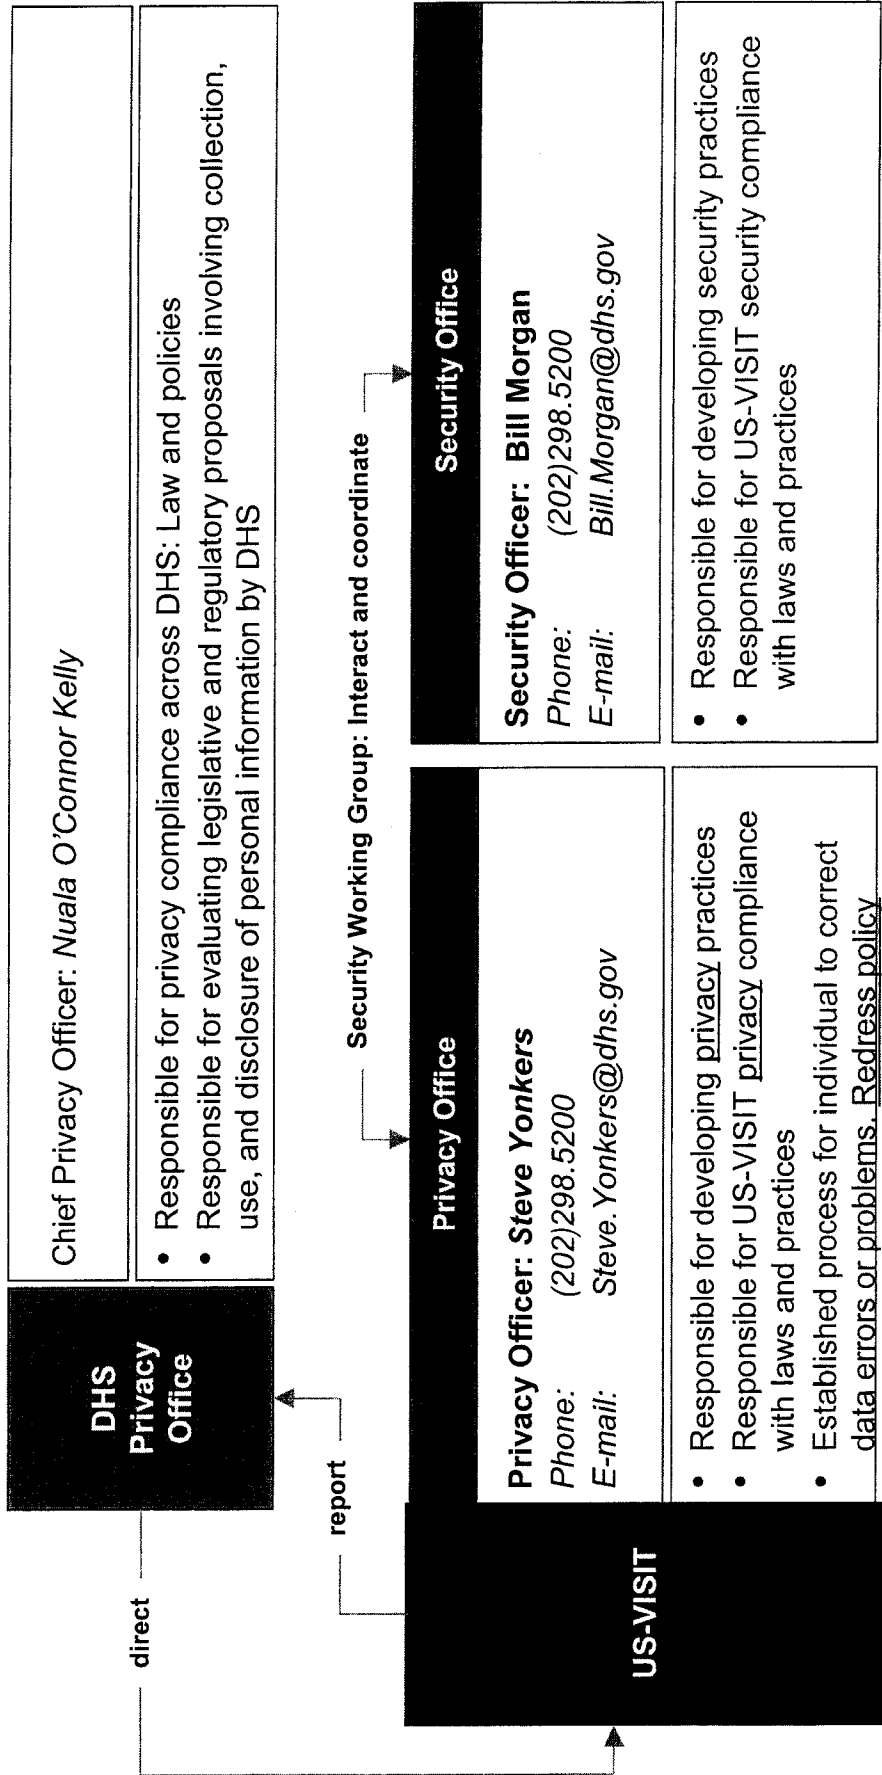 DHS
Privacy
Office
Chief Privacy Officer: Nuala O'Connor Kelly
• Responsible for privacy compliance across DHS: Law and policies
• Responsible for evaluating legislative and regulatory proposals involving collection,
use, and disclosure of personal information by DHS
direct
report
Security Working Group: Interact and coordinate
US-VISIT
Privacy Office
Privacy Officer: Steve Yonkers
Phone: (202)298.5200
E-mail: Steve.Yonkers@dhs.gov
• Responsible for developing privacy practices
• Responsible for US-VISIT privacy compliance
with laws and practices
• Established process for individual to correct
data errors or problems. Redress policy
Security Office
Security Officer: Bill Morgan
Phone: (202)298.5200
E-mail: Bill.Morgan@dhs.gov
• Responsible for developing security practices
• Responsible for US-VISIT security compliance
with laws and practices